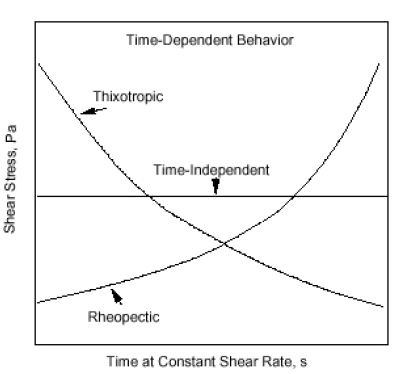 Time-Dependent Behavior
Thixotropic
Time-Independent
Shear Stress, Pa
Rheopectic
Time at Constant Shear Rate, s